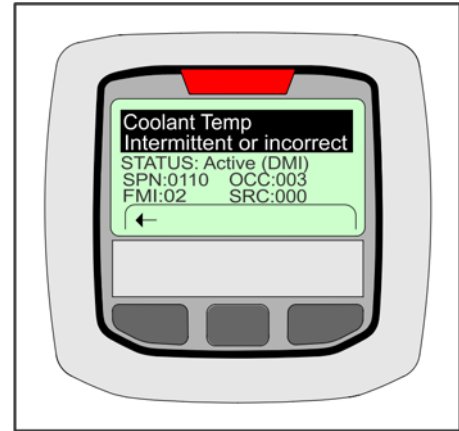 Coolant Temp
Intermittent or incorrect
STATUS: Active (DMI)
SPN:0110 OCC:003
FMI:02 SRC:000